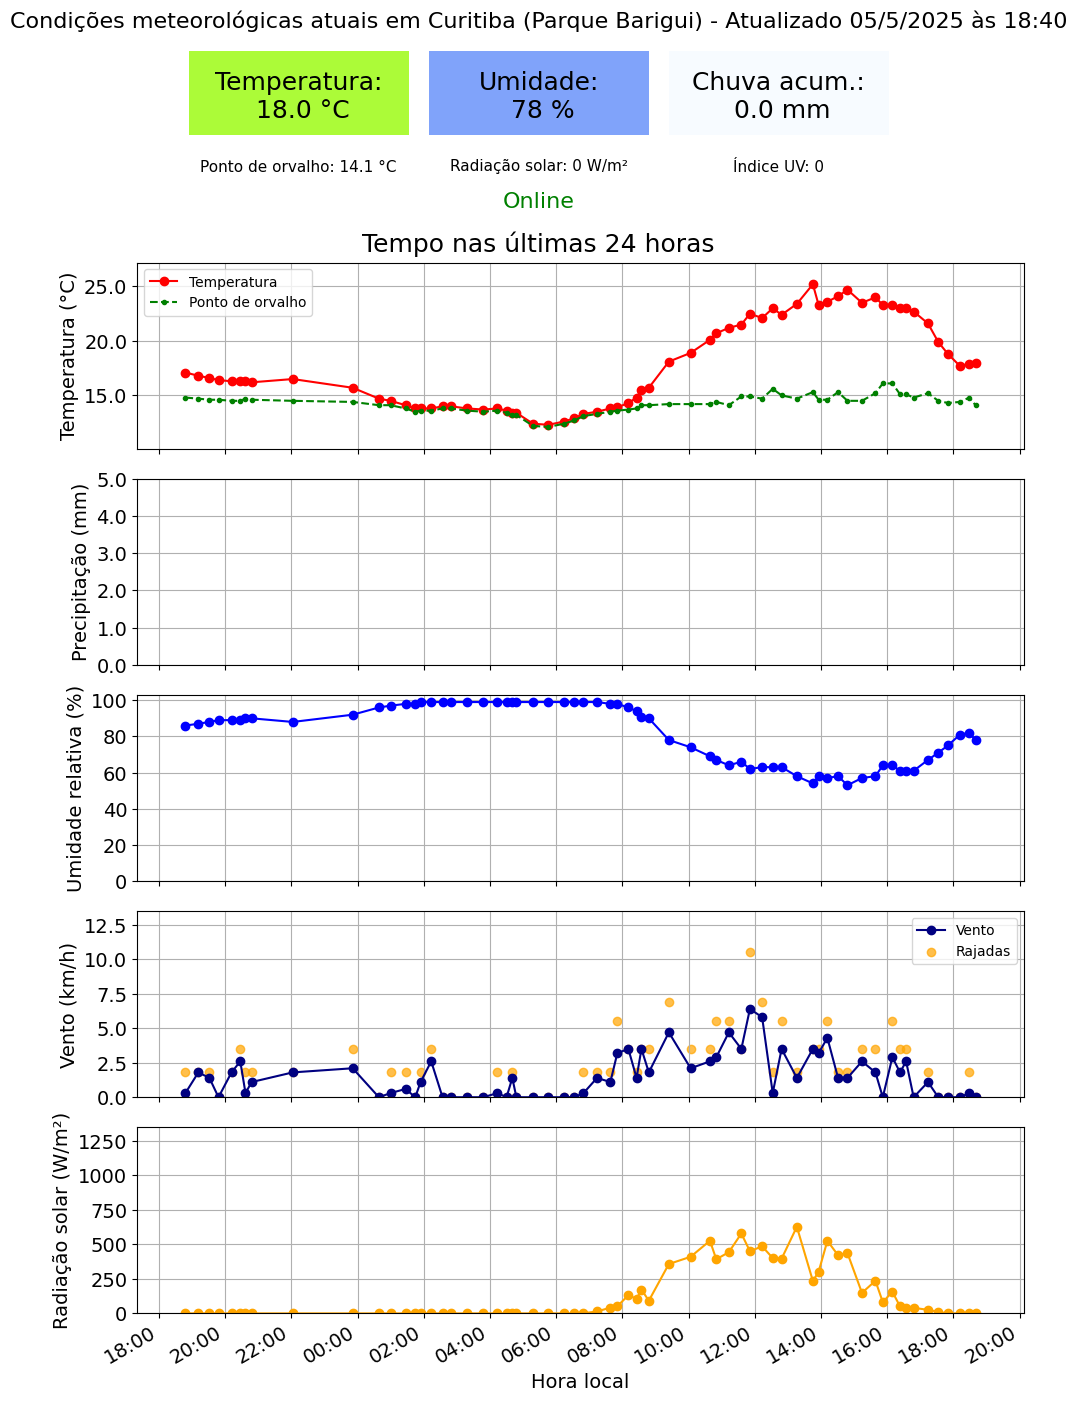 Condições meteorológicas atuais em Curitiba (Parque Barigui) - Atualizado 05/5/2025 às 18:40
Temperatura:
18.0 °C
Umidade:
78 %
Chuva acum.:
0.0 mm
Ponto de orvalho: 14.1 °C
Radiação solar: 0 W/m²
Índice UV: 0
Online
Tempo nas últimas 24 horas
Temperatura (°C)
25.0
20.0
15.0
Temperatura
Ponto de orvalho
Precipitação (mm)
5.0
4.0
3.0
2.0
1.0
0.0
Umidade relativa (%)
100
80
60
40
20
0
Vento (km/h)
12.5
10.0
7.5
5.0
2.5
0.0
Vento
Rajadas
Radiação solar (W/m²)
1250
1000
750
500
250
0
18:00
20:00
22:00
00:00
02:00
04:00
06:00
08:00
10:00
12:00
14:00
16:00
18:00
20:00
Hora local